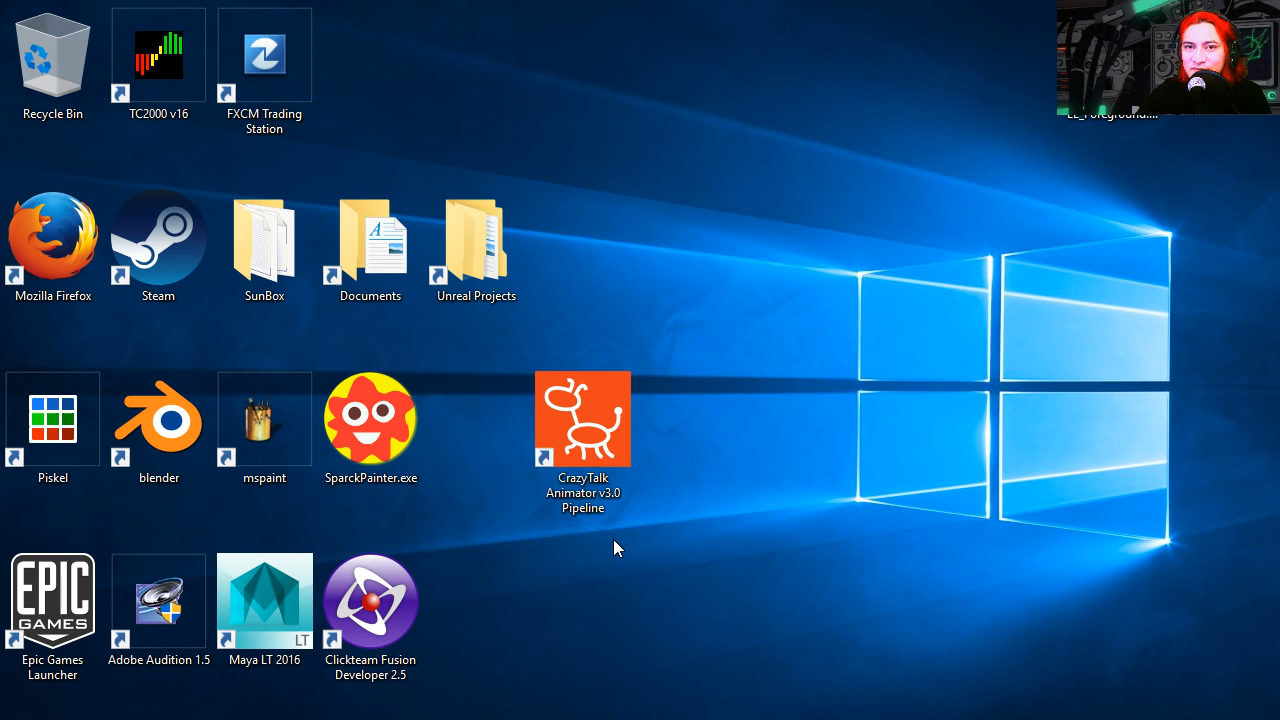 Recycle Bin
TC2000 v16
FXCM Trading
Station
Mozilla Firefox
Steam
SunBox
A
Documents
Unreal Projects
Piskel
blender
mspaint
SparckPainter.exe
CrazyTalk
Animator v3.0
Pipeline
EPIC
GAMES
Epic Games
Launcher
Adobe Audition 1.5
LT
Maya LT 2016
Clickteam Fusion
Developer 2.5